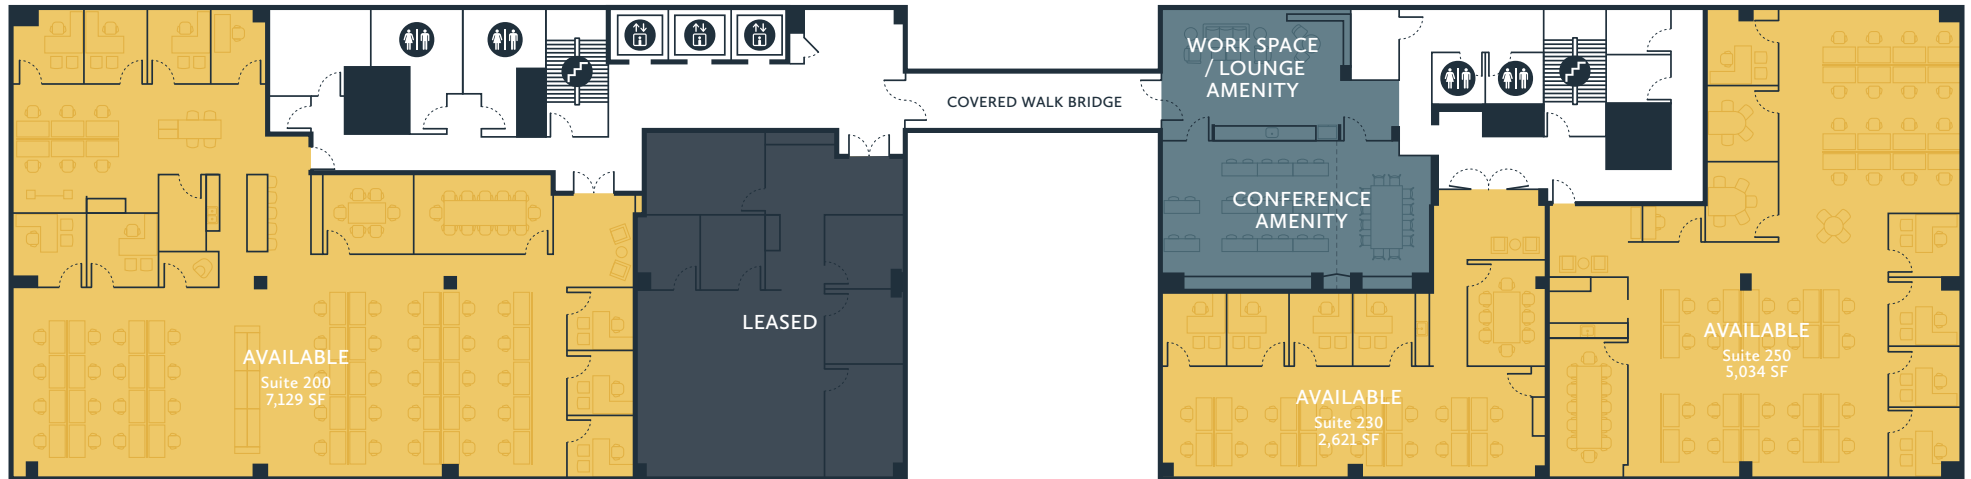 WORK SPACE
/ LOUNGE
AMENITY
COVERED WALK BRIDGE
CONFERENCE
AMENITY
LEASED
AVAILABLE
Suite 200
7,129 SF
AVAILABLE
Suite 230
2,621 SF
AVAILABLE
Suite 250
5,034 SF